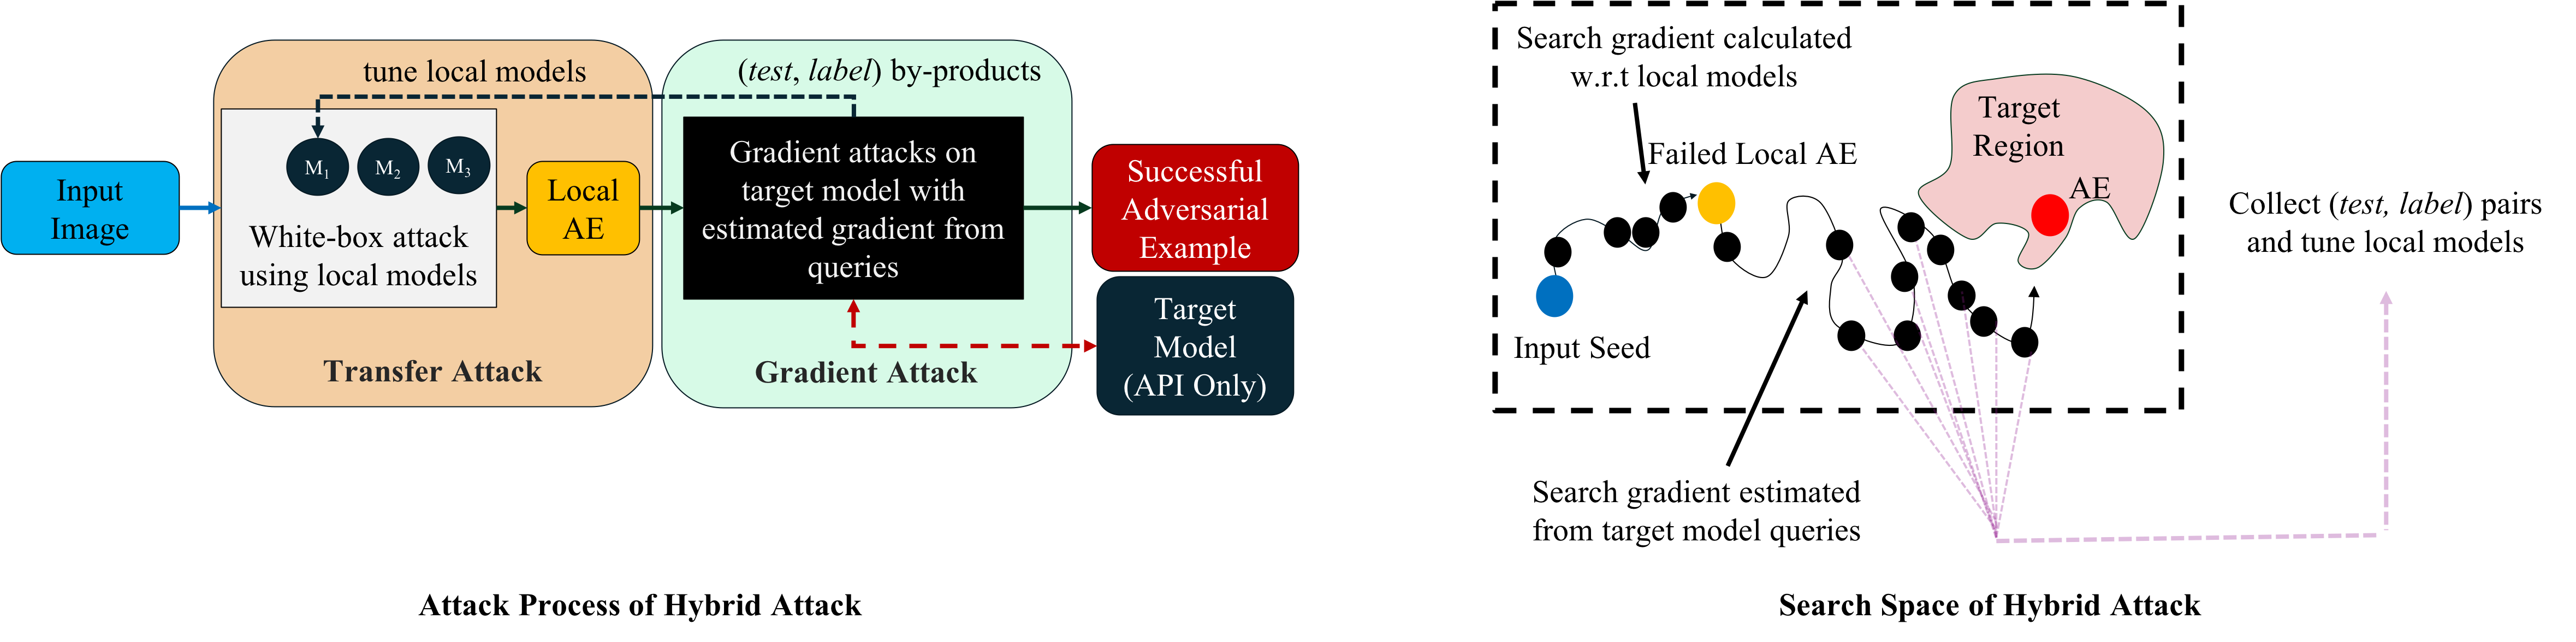 tune local models
(test, label) by-products
Input
Image
M1
M2
M3
White-box attack
using local models
Local
AE
Gradient attacks on
target model with
estimated gradient from
queries
Successful
Adversarial
Example
Target
Model
(API Only)
Transfer Attack
Gradient Attack
Attack Process of Hybrid Attack
Search gradient calculated
w.r.t local models
Failed Local AE
Target
Region
AE
Input Seed
Search gradient estimated
from target model queries
Collect (test, label) pairs
and tune local models
Search Space of Hybrid Attack